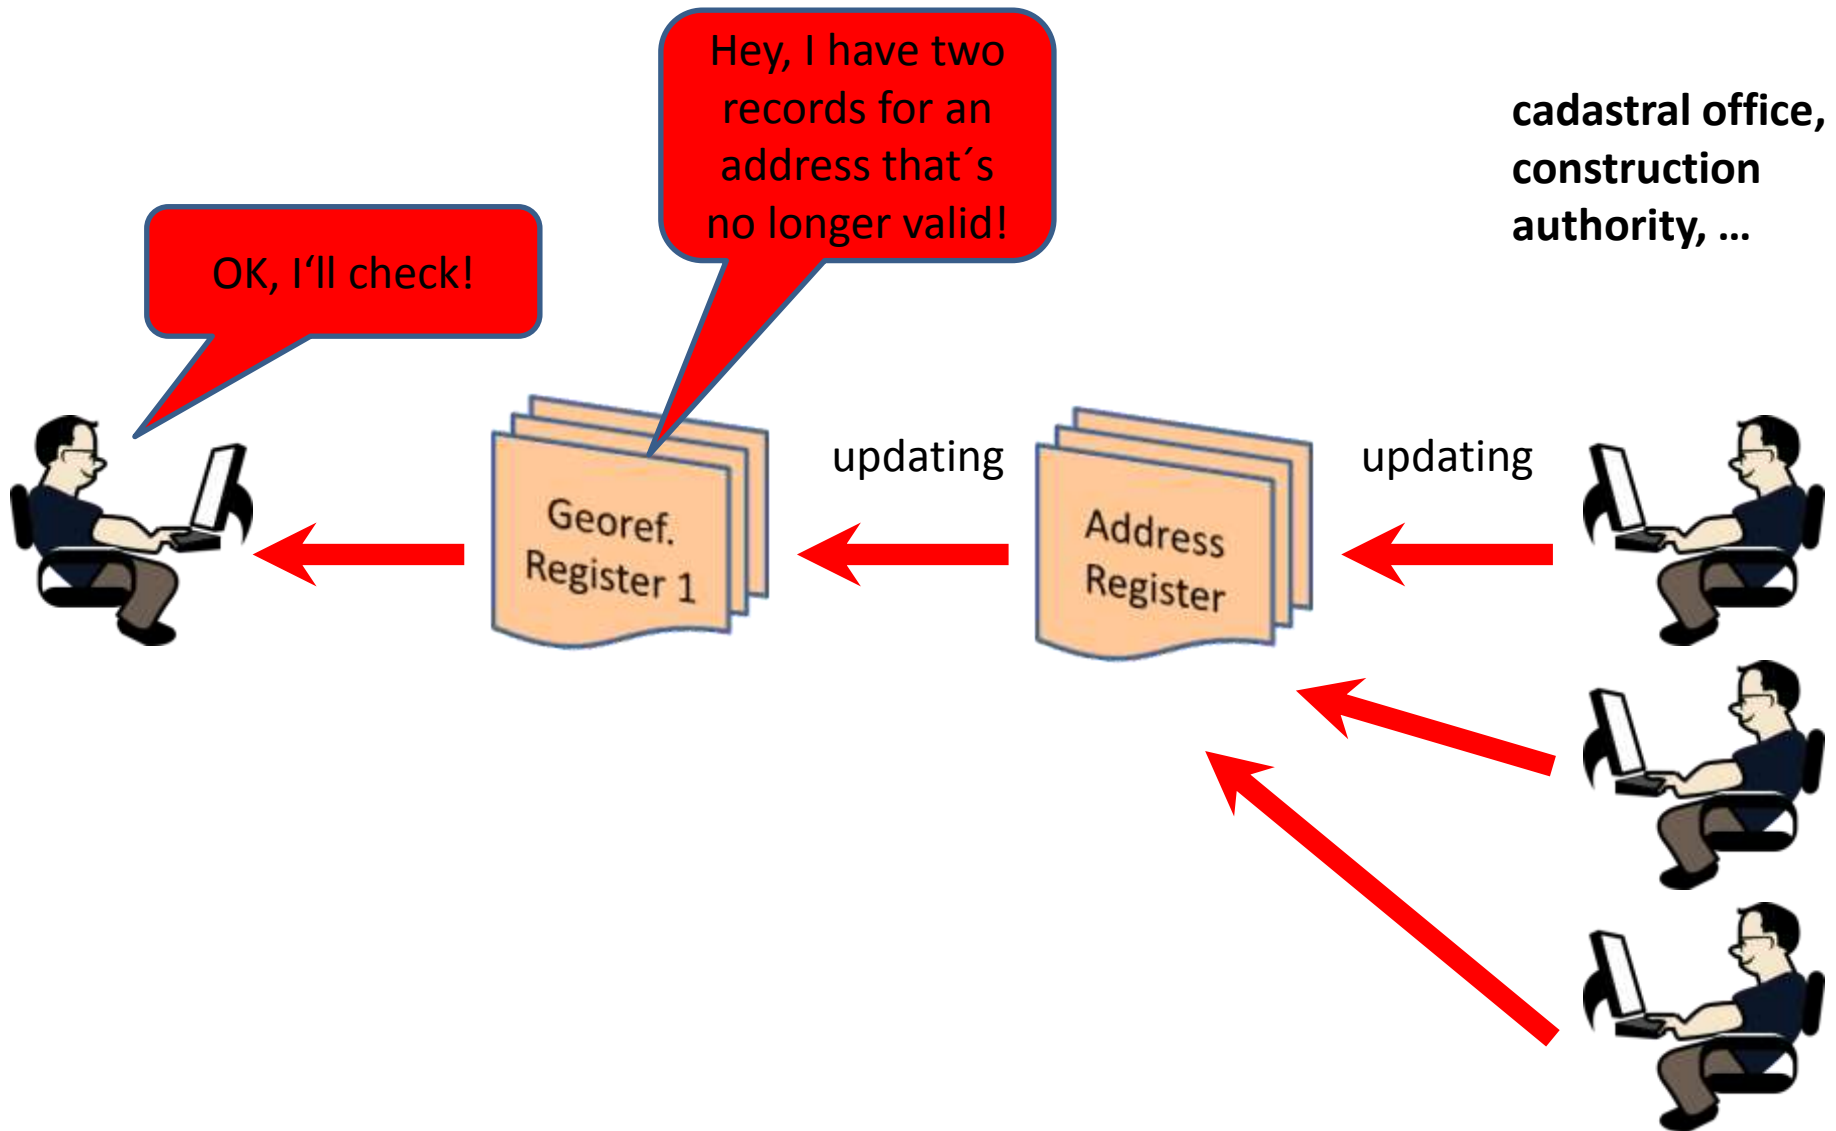 Hey, I have two
records for an
address that´s
no longer valid!
cadastral office,
construction
authority, ...
OK, I‘ll check!
updating
updating
Georef.
Register 1
Address
Register